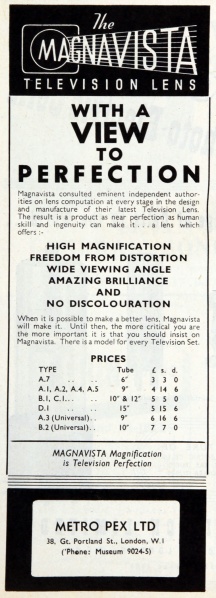 The
MAGNAVISTA
TELEVISION LENS
WITH A
VIEW
TO
PERFECTION
Magnavista consulted eminent independent author-
ities on lens computation at every stage in the design
and manufacture of their latest Television Lens.
The result is a product as near perfection as human
skill and ingenuity can make it . . . a lens which
offers :-
HIGH MAGNIFICATION
FREEDOM FROM DISTORTION
WIDE VIEWING ANGLE
AMAZING BRILLIANCE
AND
NO DISCOLOURATION
When it is possible to make a better lens, Magnavista
will make it. Until then, the more critical you are
the more important it is that you should insist on
Magnavista. There is a model for every Television Set.
PRICES
TYPE Tube £ s. d.
A.7 .. .. 6" 3 3 0
A.1, A.2, A.4, A.5 9" 4 14 6
B.1, C.1... .. 10" & 12" 5 5 0
D.1 .. .. 15" 5 15 6
A.3 (Universal).. 9" 6 16 6
B.2 (Universal).. 10" 7 7 0
MAGNAVISTA Magnification
is Television Perfection
METRO PEX LTD
38, Gt. Portland St., London, W.1
('Phone: Museum 9024-5)